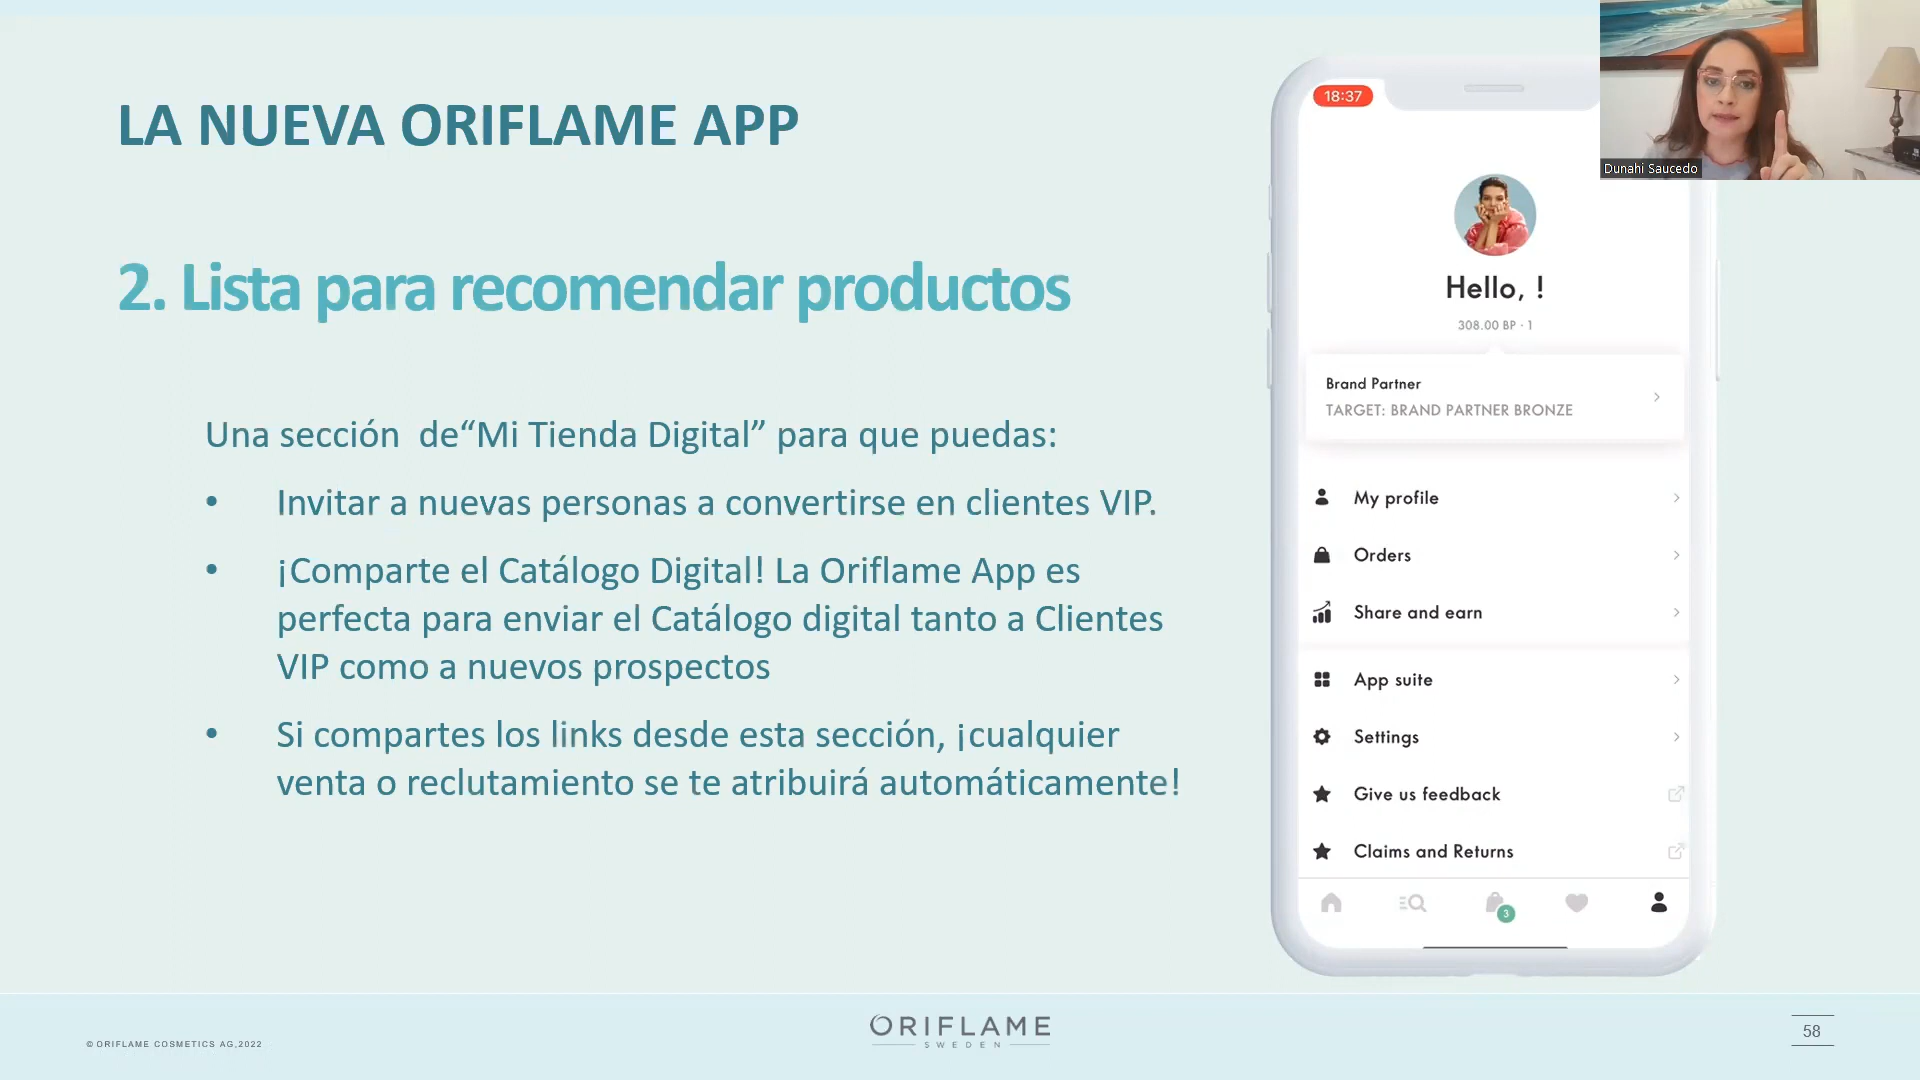 LA NUEVA ORIFLAME APP
2. Lista para recomendar productos
Una sección de“Mi Tienda Digital” para que puedas:
• Invitar a nuevas personas a convertirse en clientes VIP.
• ¡Comparte el Catálogo Digital! La Oriflame App es
perfecta para enviar el Catálogo digital tanto a Clientes
VIP como a nuevos prospectos
• Si compartes los links desde esta sección, ¡cualquier
venta o reclutamiento se te atribuirá automáticamente!
18:37
Hello, !
308.00 BP · 1
Brand Partner
TARGET: BRAND PARTNER BRONZE
My profile
Orders
Share and earn
App suite
Settings
Give us feedback
Claims and Returns
3
Dunahi Saucedo
© ORIFLAME COSMETICS AG,2022
ORIFLAME
SWEDEN
58